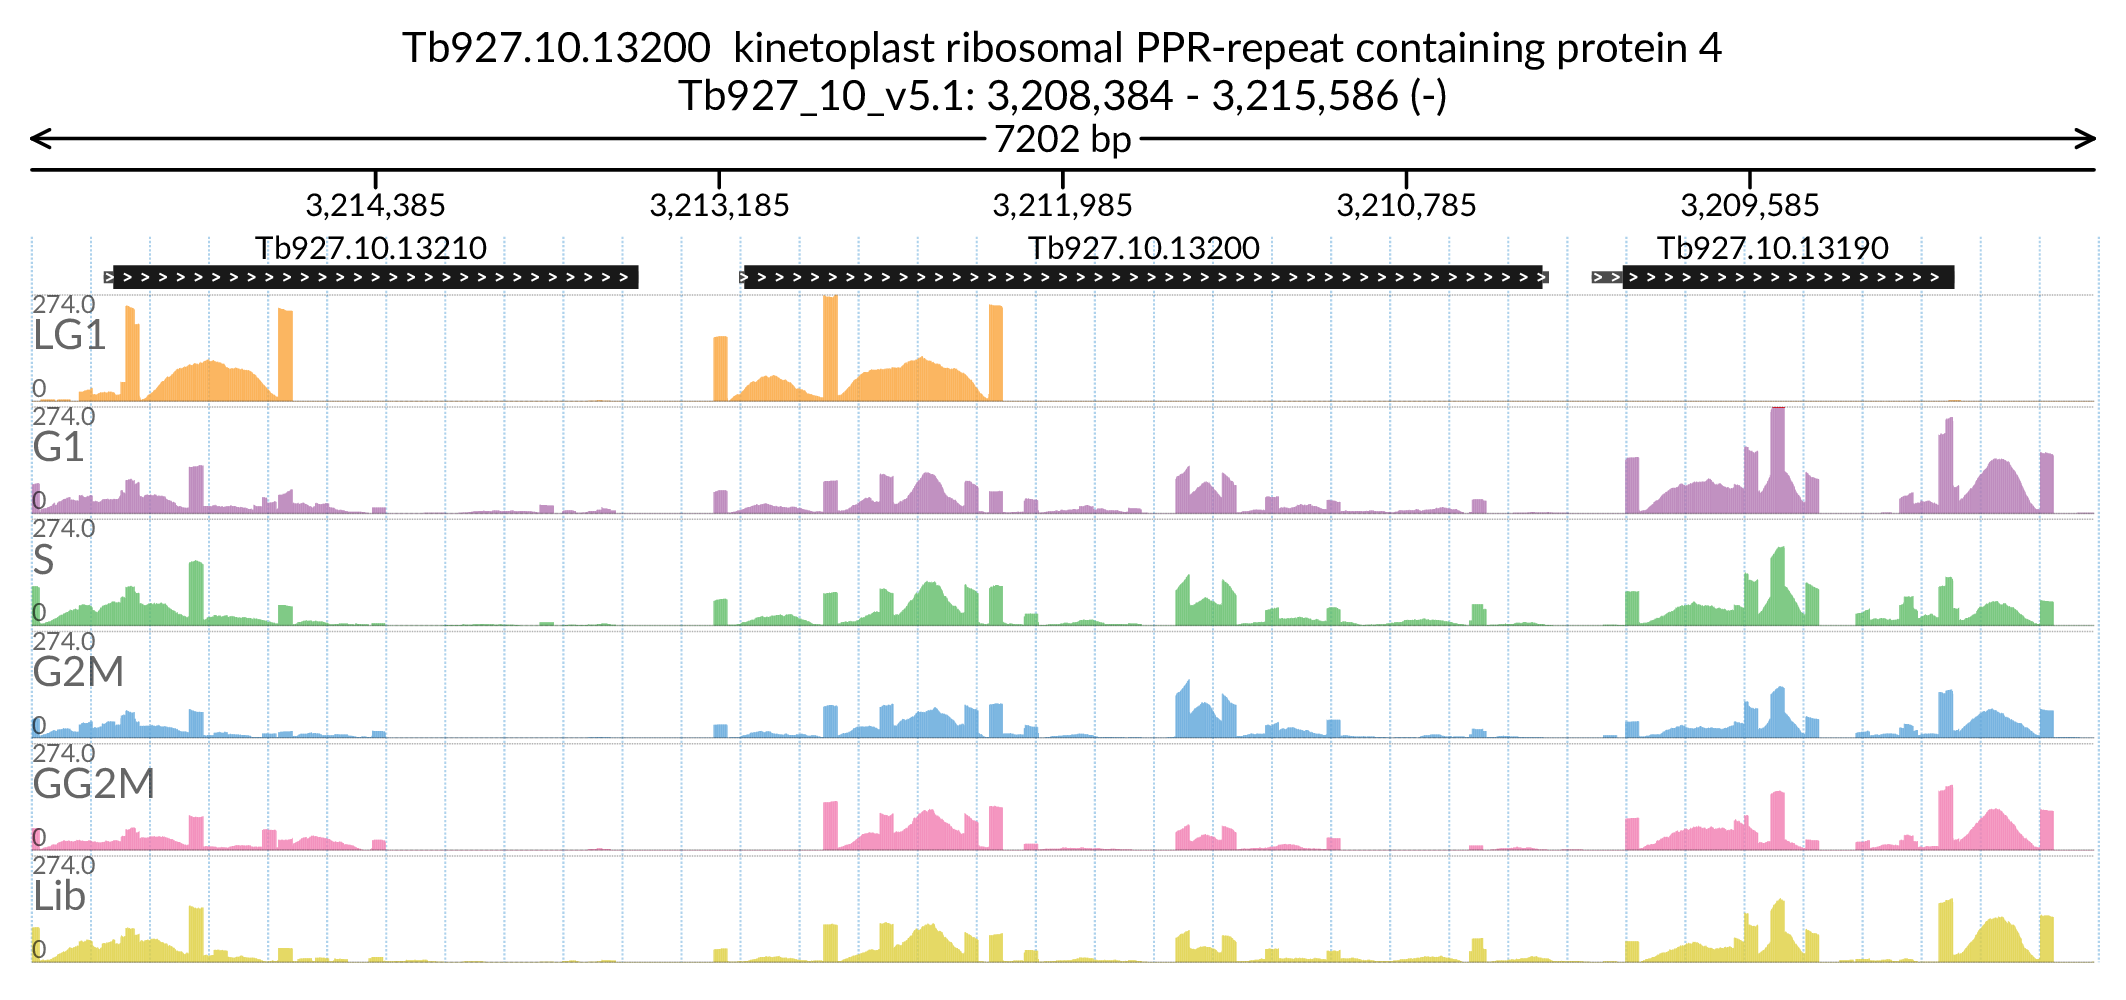 Tb927.10.13200  kinetoplast ribosomal PPR-repeat containing protein 4
Tb927_10_v5.1: 3,208,384 - 3,215,586 (-)
7202 bp
3,214,385 3,213,185 3,211,985 3,210,785 3,209,585
Tb927.10.13210 Tb927.10.13200 Tb927.10.13190
274.0
LG1
0
274.0
G1
0
274.0
S
0
274.0
G2M
0
274.0
GG2M
0
274.0
Lib
0